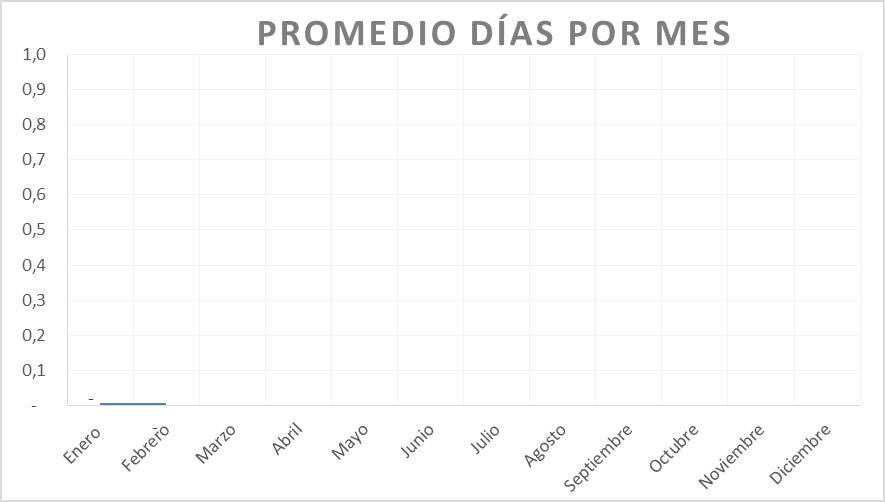 PROMEDIO DÍAS POR MES
1,0
0,9
0,8
0,7
0,6
0,5
0,4
0,3
0,2
0,1
-
-
-
Enero
Febrero
Marzo
Abril
Mayo
Junio
Julio
Agosto
Septiembre
Octubre
Noviembre
Diciembre